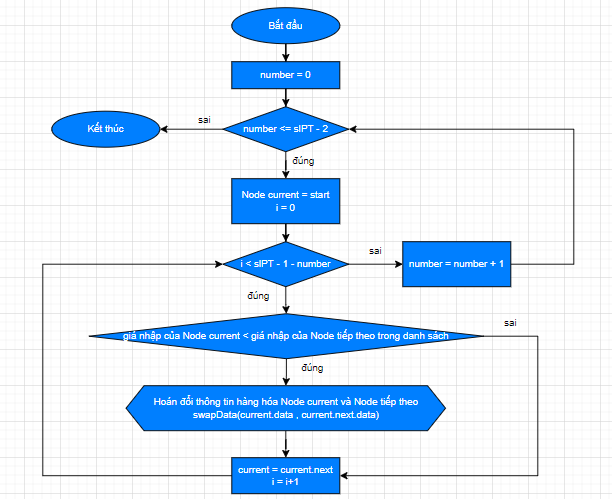 Bắt đầu
number = 0
number <= sIPT - 2
sai
Kết thúc
đúng
Node current = start
i = 0
i < sIPT - 1 - number
sai
number = number + 1
đúng
giá nhập của Node current < giá nhập của Node tiếp theo trong danh sách
sai
đúng
Hoán đổi thông tin hàng hóa Node current và Node tiếp theo
swapData(current.data , current.next.data)
current = current.next
i = i+1